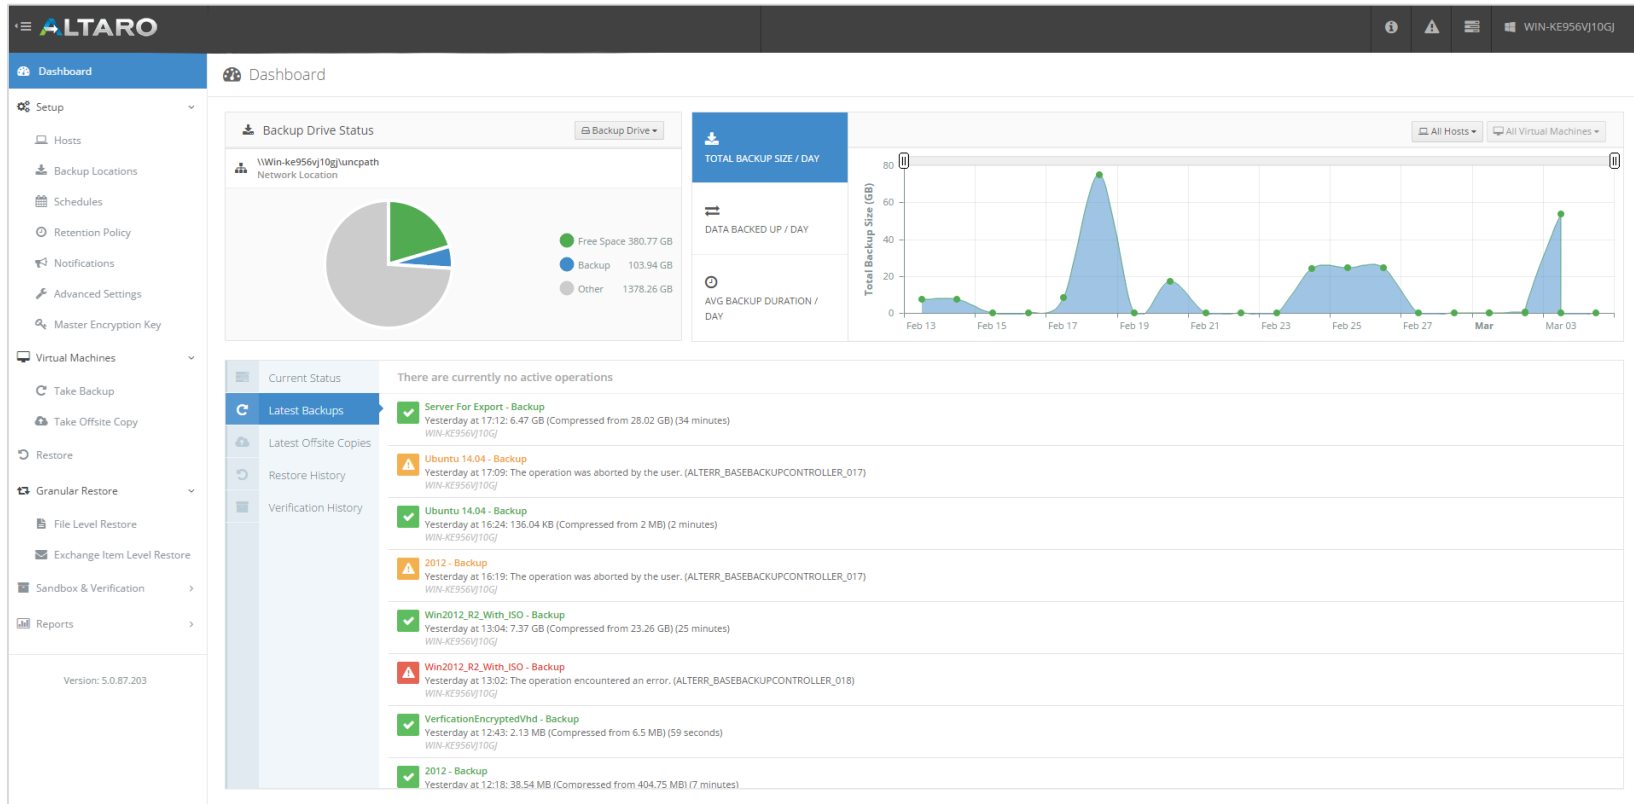 ALTARO
WIN-KE956VJ10GJ
Dashboard
Setup
Hosts
Backup Locations
Schedules
Retention Policy
Notifications
Advanced Settings
Master Encryption Key
Virtual Machines
Take Backup
Take Offsite Copy
Restore
Granular Restore
File Level Restore
Exchange Item Level Restore
Sandbox & Verification
Reports
Version: 5.0.87.203
Dashboard
Backup Drive Status
Backup Drive
\\Win-ke956vj10gj\uncpath
Network Location
Free Space 380.77 GB
Backup 103.94 GB
Other 1378.26 GB
TOTAL BACKUP SIZE / DAY
DATA BACKED UP / DAY
AVG BACKUP DURATION /
DAY
All Hosts
All Virtual Machines
Total Backup Size (GB)
80
60
40
20
0
Feb 13
Feb 15
Feb 17
Feb 19
Feb 21
Feb 23
Feb 25
Feb 27
Mar
Mar 03
Current Status
Latest Backups
Latest Offsite Copies
Restore History
Verification History
There are currently no active operations
Server For Export - Backup
Yesterday at 17:12: 6.47 GB (Compressed from 28.02 GB) (34 minutes)
WIN-KE956VJ10GJ
Ubuntu 14.04 - Backup
Yesterday at 17:09: The operation was aborted by the user. (ALTERR_BASEBACKUPCONTROLLER_017)
WIN-KE956VJ10GJ
Ubuntu 14.04 - Backup
Yesterday at 16:24: 136.04 KB (Compressed from 2 MB) (2 minutes)
WIN-KE956VJ10GJ
2012 - Backup
Yesterday at 16:19: The operation was aborted by the user. (ALTERR_BASEBACKUPCONTROLLER_017)
WIN-KE956VJ10GJ
Win2012_R2_With_ISO - Backup
Yesterday at 13:04: 7.37 GB (Compressed from 23.26 GB) (25 minutes)
WIN-KE956VJ10GJ
Win2012_R2_With_ISO - Backup
Yesterday at 13:02: The operation encountered an error. (ALTERR_BASEBACKUPCONTROLLER_018)
WIN-KE956VJ10GJ
VerficationEncryptedVhd - Backup
Yesterday at 12:43: 2.13 MB (Compressed from 6.5 MB) (59 seconds)
WIN-KE956VJ10GJ
2012 - Backup
Yesterday at 12:18: 38.54 MB (Compressed from 404.75 MB) (7 minutes)